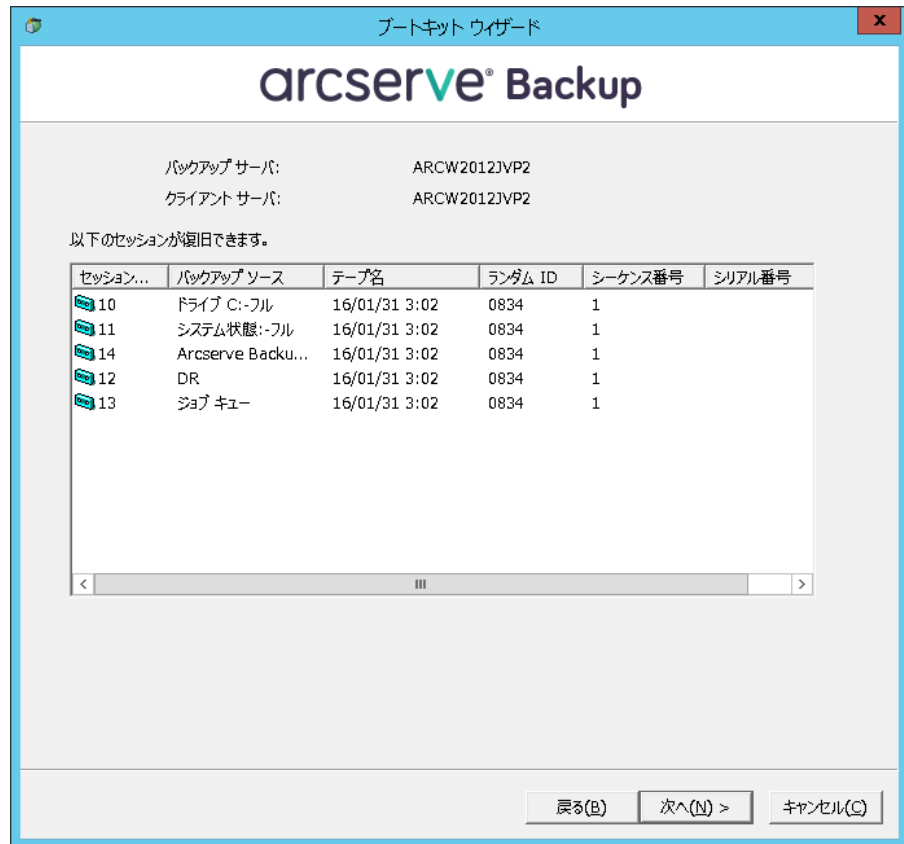 ブートキット ウィザード
x
arcserve® Backup
バックアップ サーバ: ARCW2012JVP2
クライアント サーバ: ARCW2012JVP2
以下のセッションが復旧できます。
セッション... バックアップ ソース テープ名 ランダム ID シーケンス番号 シリアル番号
10 ドライブ C:-フル 16/01/31 3:02 0834 1
11 システム状態:-フル 16/01/31 3:02 0834 1
14 Arcserve Backu... 16/01/31 3:02 0834 1
12 DR 16/01/31 3:02 0834 1
13 ジョブ キュー 16/01/31 3:02 0834 1
戻る(B) 次へ(N) > キャンセル(C)